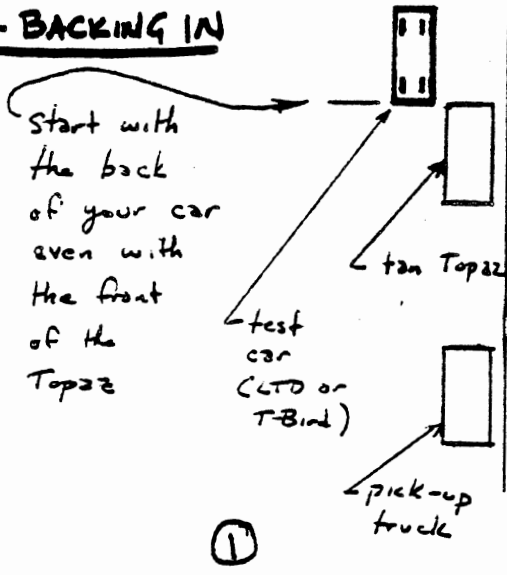 - BACKING IN
Start with
the back
of your car
even with
the front
of the
Topaz
tan Topaz
test
car
(LTD or
T-Bird)
pick-up
truck
1